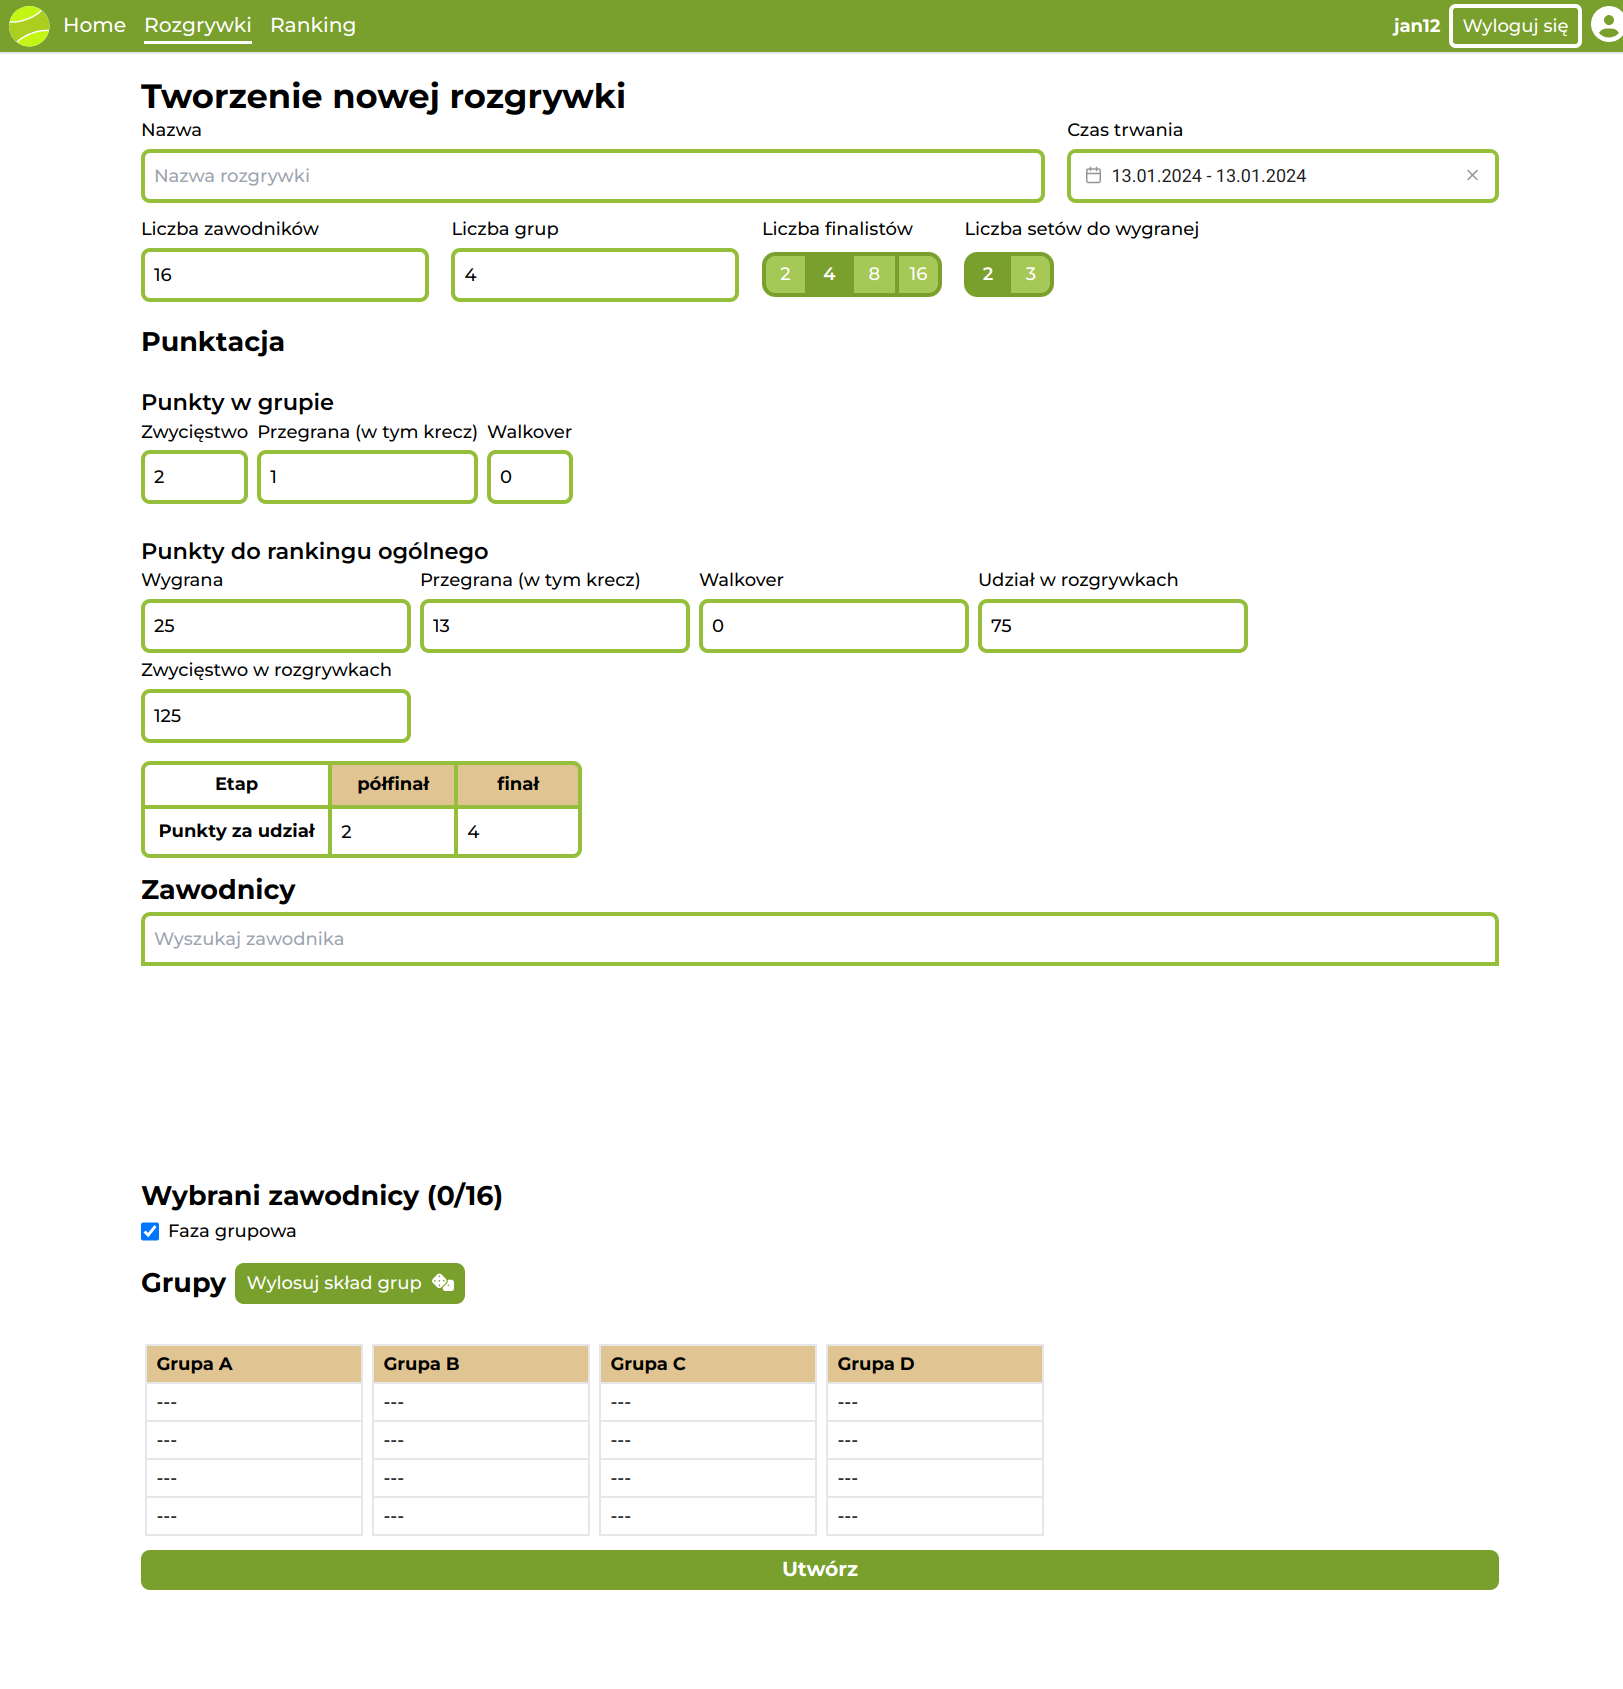 Home Rozgrywki Ranking jan12 Wyloguj się
Tworzenie nowej rozgrywki
Nazwa Czas trwania
Nazwa rozgrywki 13.01.2024 - 13.01.2024
Liczba zawodników Liczba grup Liczba finalistów Liczba setów do wygranej
16 4 2 4 8 16 2 3
Punktacja
Punkty w grupie
Zwycięstwo Przegrana (w tym krecz) Walkover
2 1 0
Punkty do rankingu ogólnego
Wygrana Przegrana (w tym krecz) Walkover Udział w rozgrywkach
25 13 0 75
Zwycięstwo w rozgrywkach
125
Etap półfinał finał
Punkty za udział 2 4
Zawodnicy
Wyszukaj zawodnika
Wybrani zawodnicy (0/16)
Faza grupowa
Grupy Wylosuj skład grup
Grupa A Grupa B Grupa C Grupa D
--- --- --- ---
--- --- --- ---
--- --- --- ---
--- --- --- ---
Utwórz